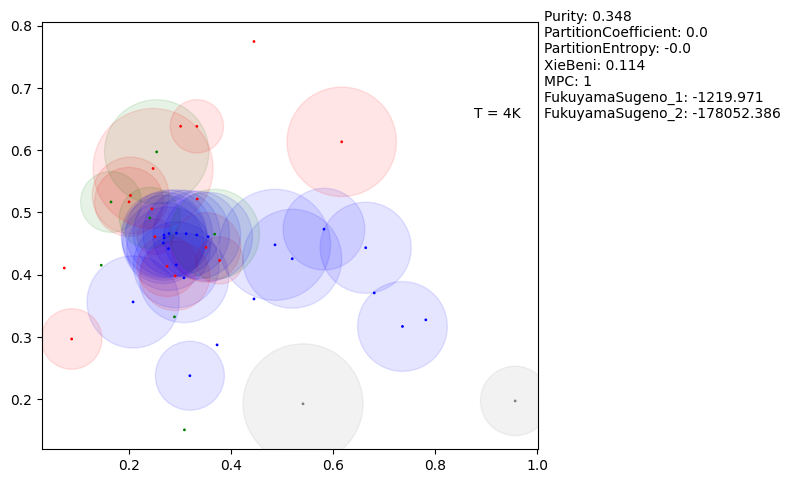 Purity: 0.348
PartitionCoefficient: 0.0
PartitionEntropy: -0.0
XieBeni: 0.114
MPC: 1
FukuyamaSugeno_1: -1219.971
FukuyamaSugeno_2: -178052.386
T = 4K
0.8
0.7
0.6
0.5
0.4
0.3
0.2
0.2
0.4
0.6
0.8
1.0